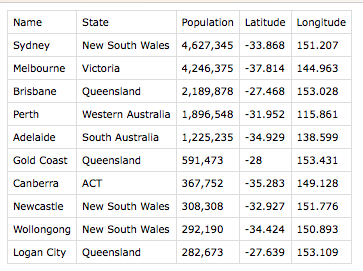 Name State Population Latitude Longitude
Sydney New South Wales 4,627,345 -33.868 151.207
Melbourne Victoria 4,246,375 -37.814 144.963
Brisbane Queensland 2,189,878 -27.468 153.028
Perth Western Australia 1,896,548 -31.952 115.861
Adelaide South Australia 1,225,235 -34.929 138.599
Gold Coast Queensland 591,473 -28 153.431
Canberra ACT 367,752 -35.283 149.128
Newcastle New South Wales 308,308 -32.927 151.776
Wollongong New South Wales 292,190 -34.424 150.893
Logan City Queensland 282,673 -27.639 153.109